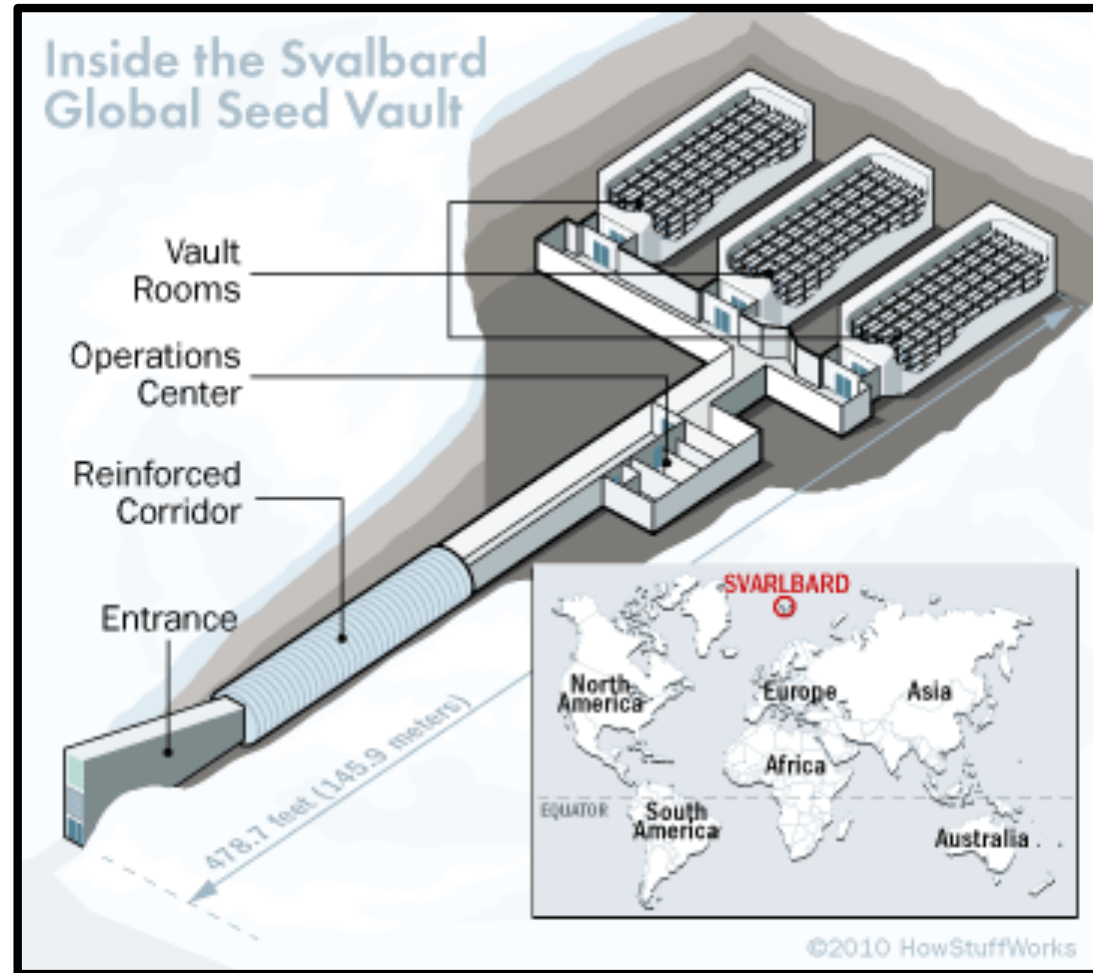 Inside the Svalbard
Global Seed Vault
Vault
Rooms
Operations
Center
Reinforced
Corridor
Entrance
478.7 feet (145.9 meters)
SVARLBARD
North
America
Europe
Asia
Africa
EQUATOR
South
America
Australia
©2010 HowStuffWorks